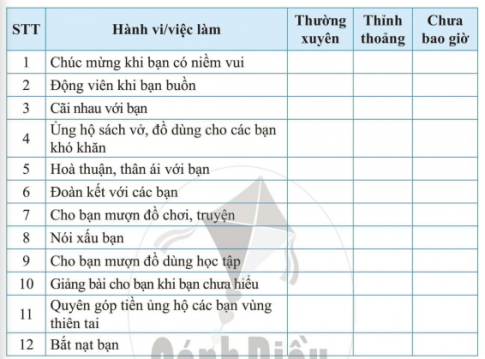 STT Hành vi/việc làm Thường xuyên Thỉnh thoảng Chưa bao giờ
1 Chúc mừng khi bạn có niềm vui
2 Động viên khi bạn buồn
3 Cãi nhau với bạn
4 Ủng hộ sách vở, đồ dùng cho các bạn
khó khăn
5 Hoà thuận, thân ái với bạn
6 Đoàn kết với các bạn
7 Cho bạn mượn đồ chơi, truyện
8 Nói xấu bạn
9 Cho bạn mượn đồ dùng học tập
10 Giảng bài cho bạn khi bạn chưa hiểu
11 Quyên góp tiền ủng hộ các bạn vùng
thiên tai
12 Bắt nạt bạn
Cánh Diều